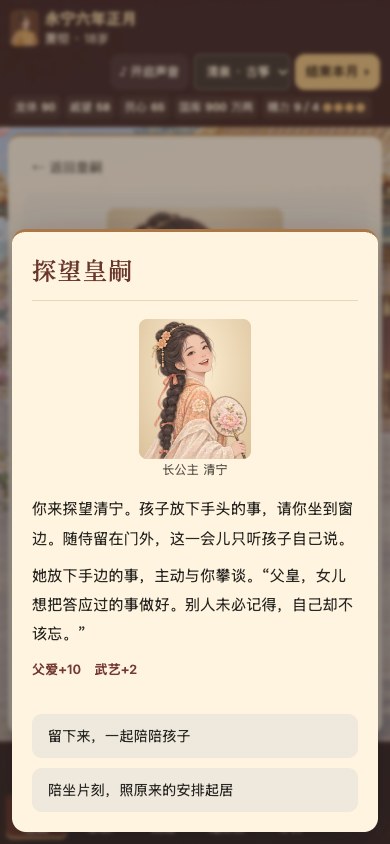 永宁六年正月
♪ 开启声音
清晨 · 古筝
结束本月 ›
← 返回皇嗣
探望皇嗣
长公主 清宁
你来探望清宁。孩子放下手头的事，请你坐到窗
边。随侍留在门外，这一会儿只听孩子自己说。
她放下手边的事，主动与你攀谈。“父皇，女儿
想把答应过的事做好。别人未必记得，自己却不
该忘。”
父爱+10 武艺+2
留下来，一起陪陪孩子
陪坐片刻，照原来的安排起居